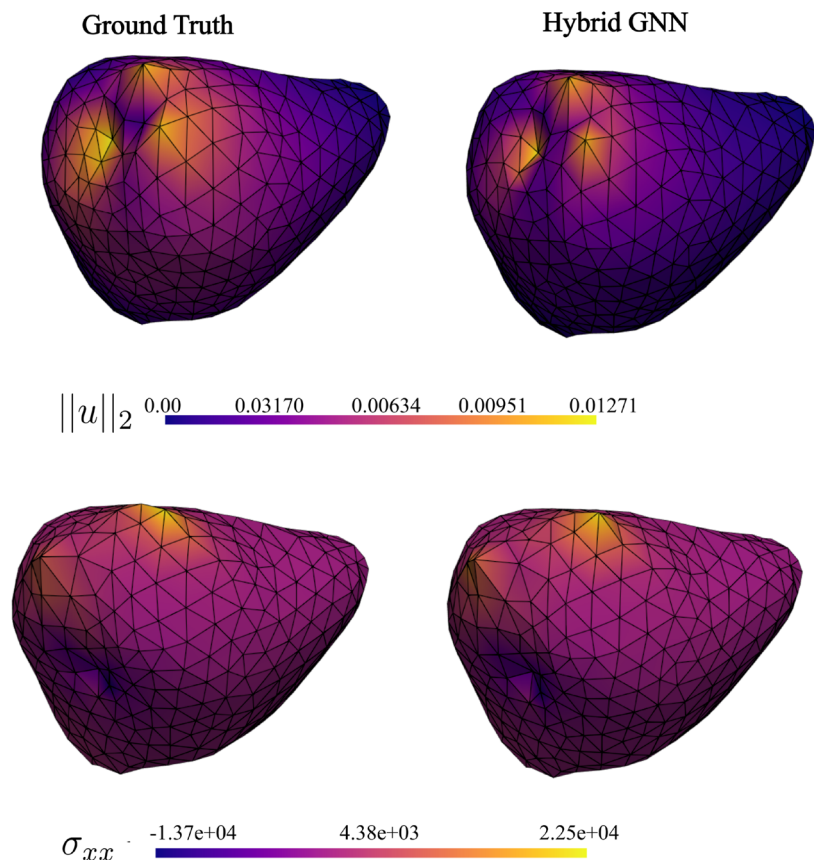 Ground Truth Hybrid GNN
||u||₂ 0.00 0.03170 0.00634 0.00951 0.01271
σₓₓ -1.37e+04 4.38e+03 2.25e+04